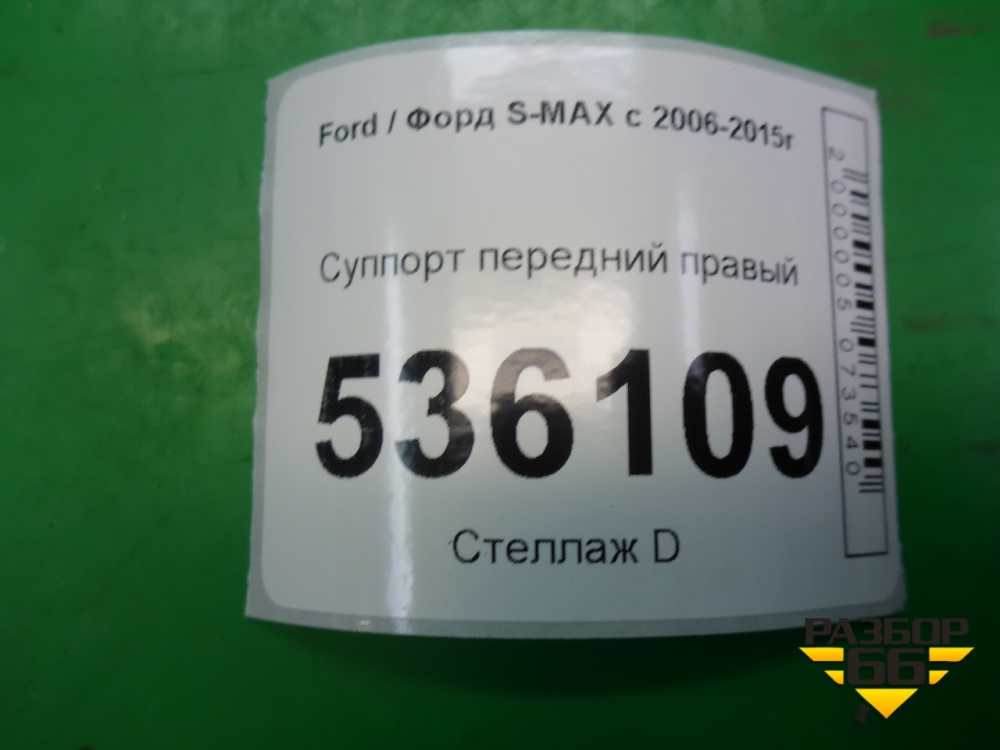 Ford / Форд S-MAX с 2006-2015г
Суппорт передний правый
536109
Стеллаж D
2000005073540
РАЗБОР
66